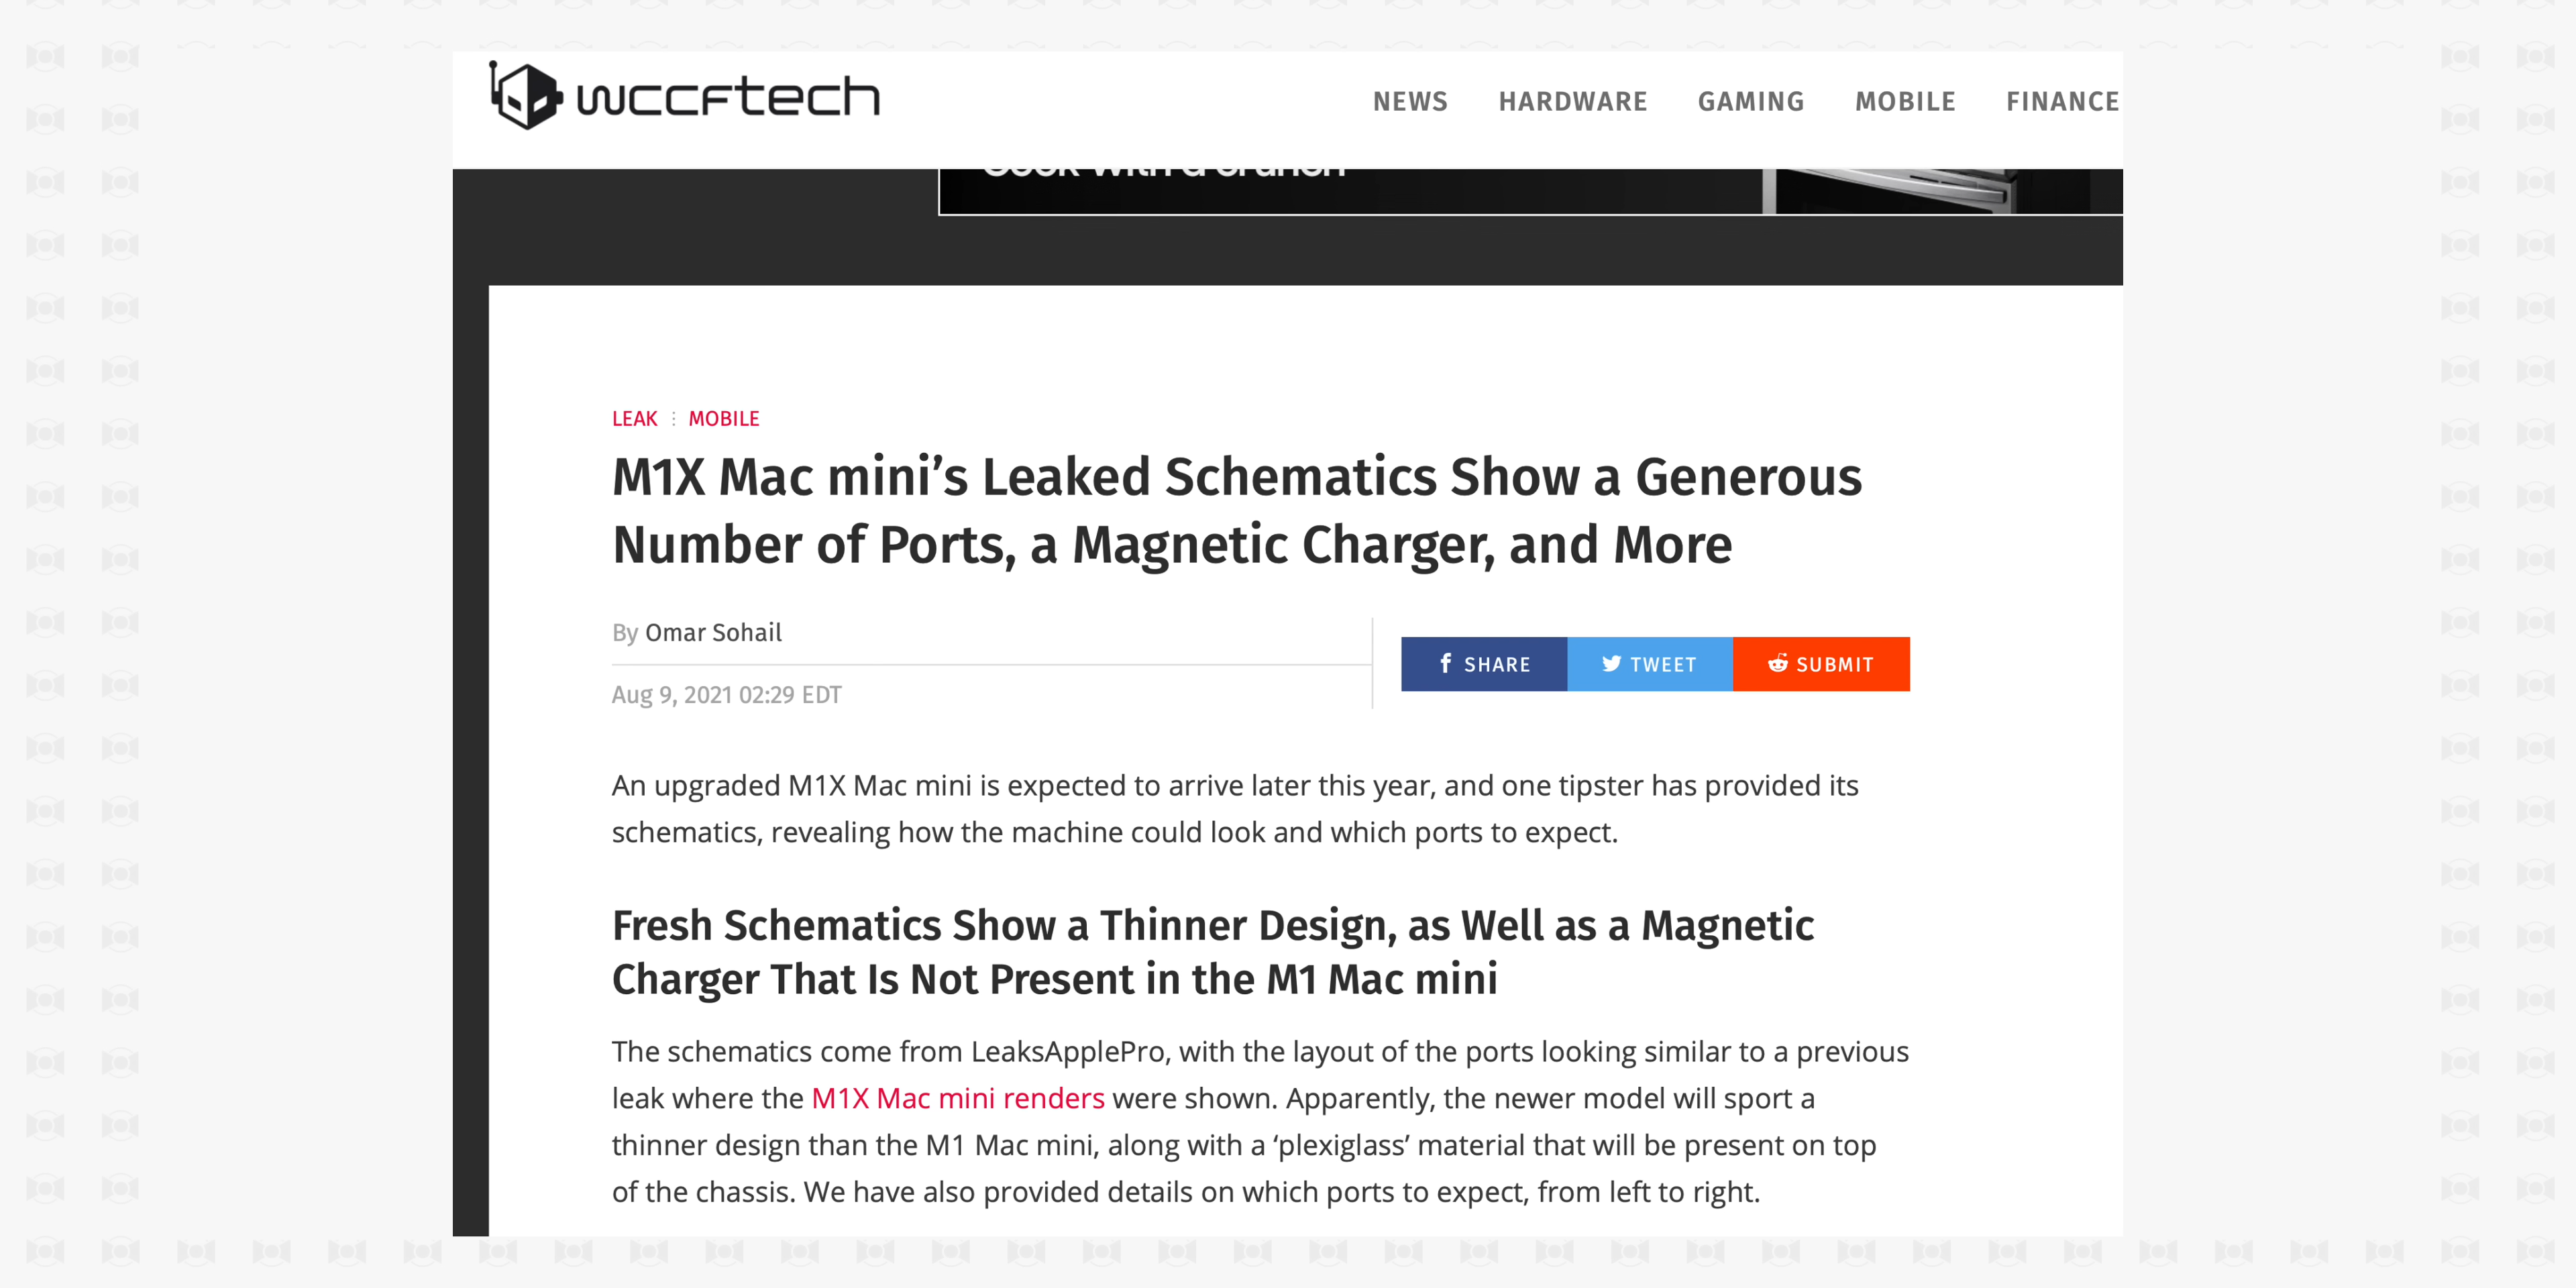 wccftech
NEWS HARDWARE GAMING MOBILE FINANCE
Cook with a crunch
LEAK ⋮ MOBILE
M1X Mac mini’s Leaked Schematics Show a Generous
Number of Ports, a Magnetic Charger, and More
By Omar Sohail
Aug 9, 2021 02:29 EDT
SHARE TWEET SUBMIT
An upgraded M1X Mac mini is expected to arrive later this year, and one tipster has provided its
schematics, revealing how the machine could look and which ports to expect.
Fresh Schematics Show a Thinner Design, as Well as a Magnetic
Charger That Is Not Present in the M1 Mac mini
The schematics come from LeaksApplePro, with the layout of the ports looking similar to a previous
leak where the M1X Mac mini renders were shown. Apparently, the newer model will sport a
thinner design than the M1 Mac mini, along with a ‘plexiglass’ material that will be present on top
of the chassis. We have also provided details on which ports to expect, from left to right.